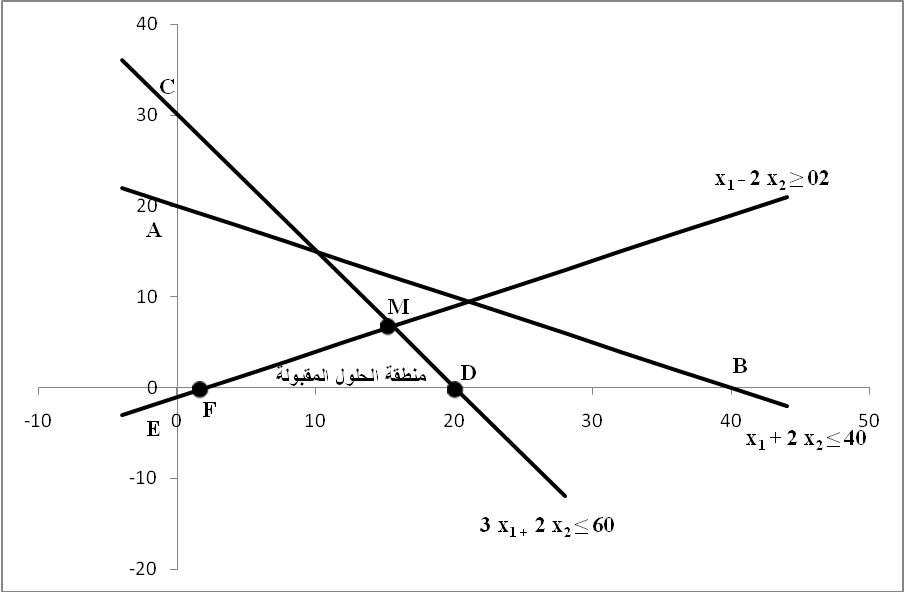 40
C
30
x₁ - 2 x₂ ≥ 02
20
A
10
M
منطقة الحلول المقبولة
D
B
0
E
F
-10 0 10 20 30 40 50
x₁ + 2 x₂ ≤ 40
-10
3 x₁ + 2 x₂ ≤ 60
-20